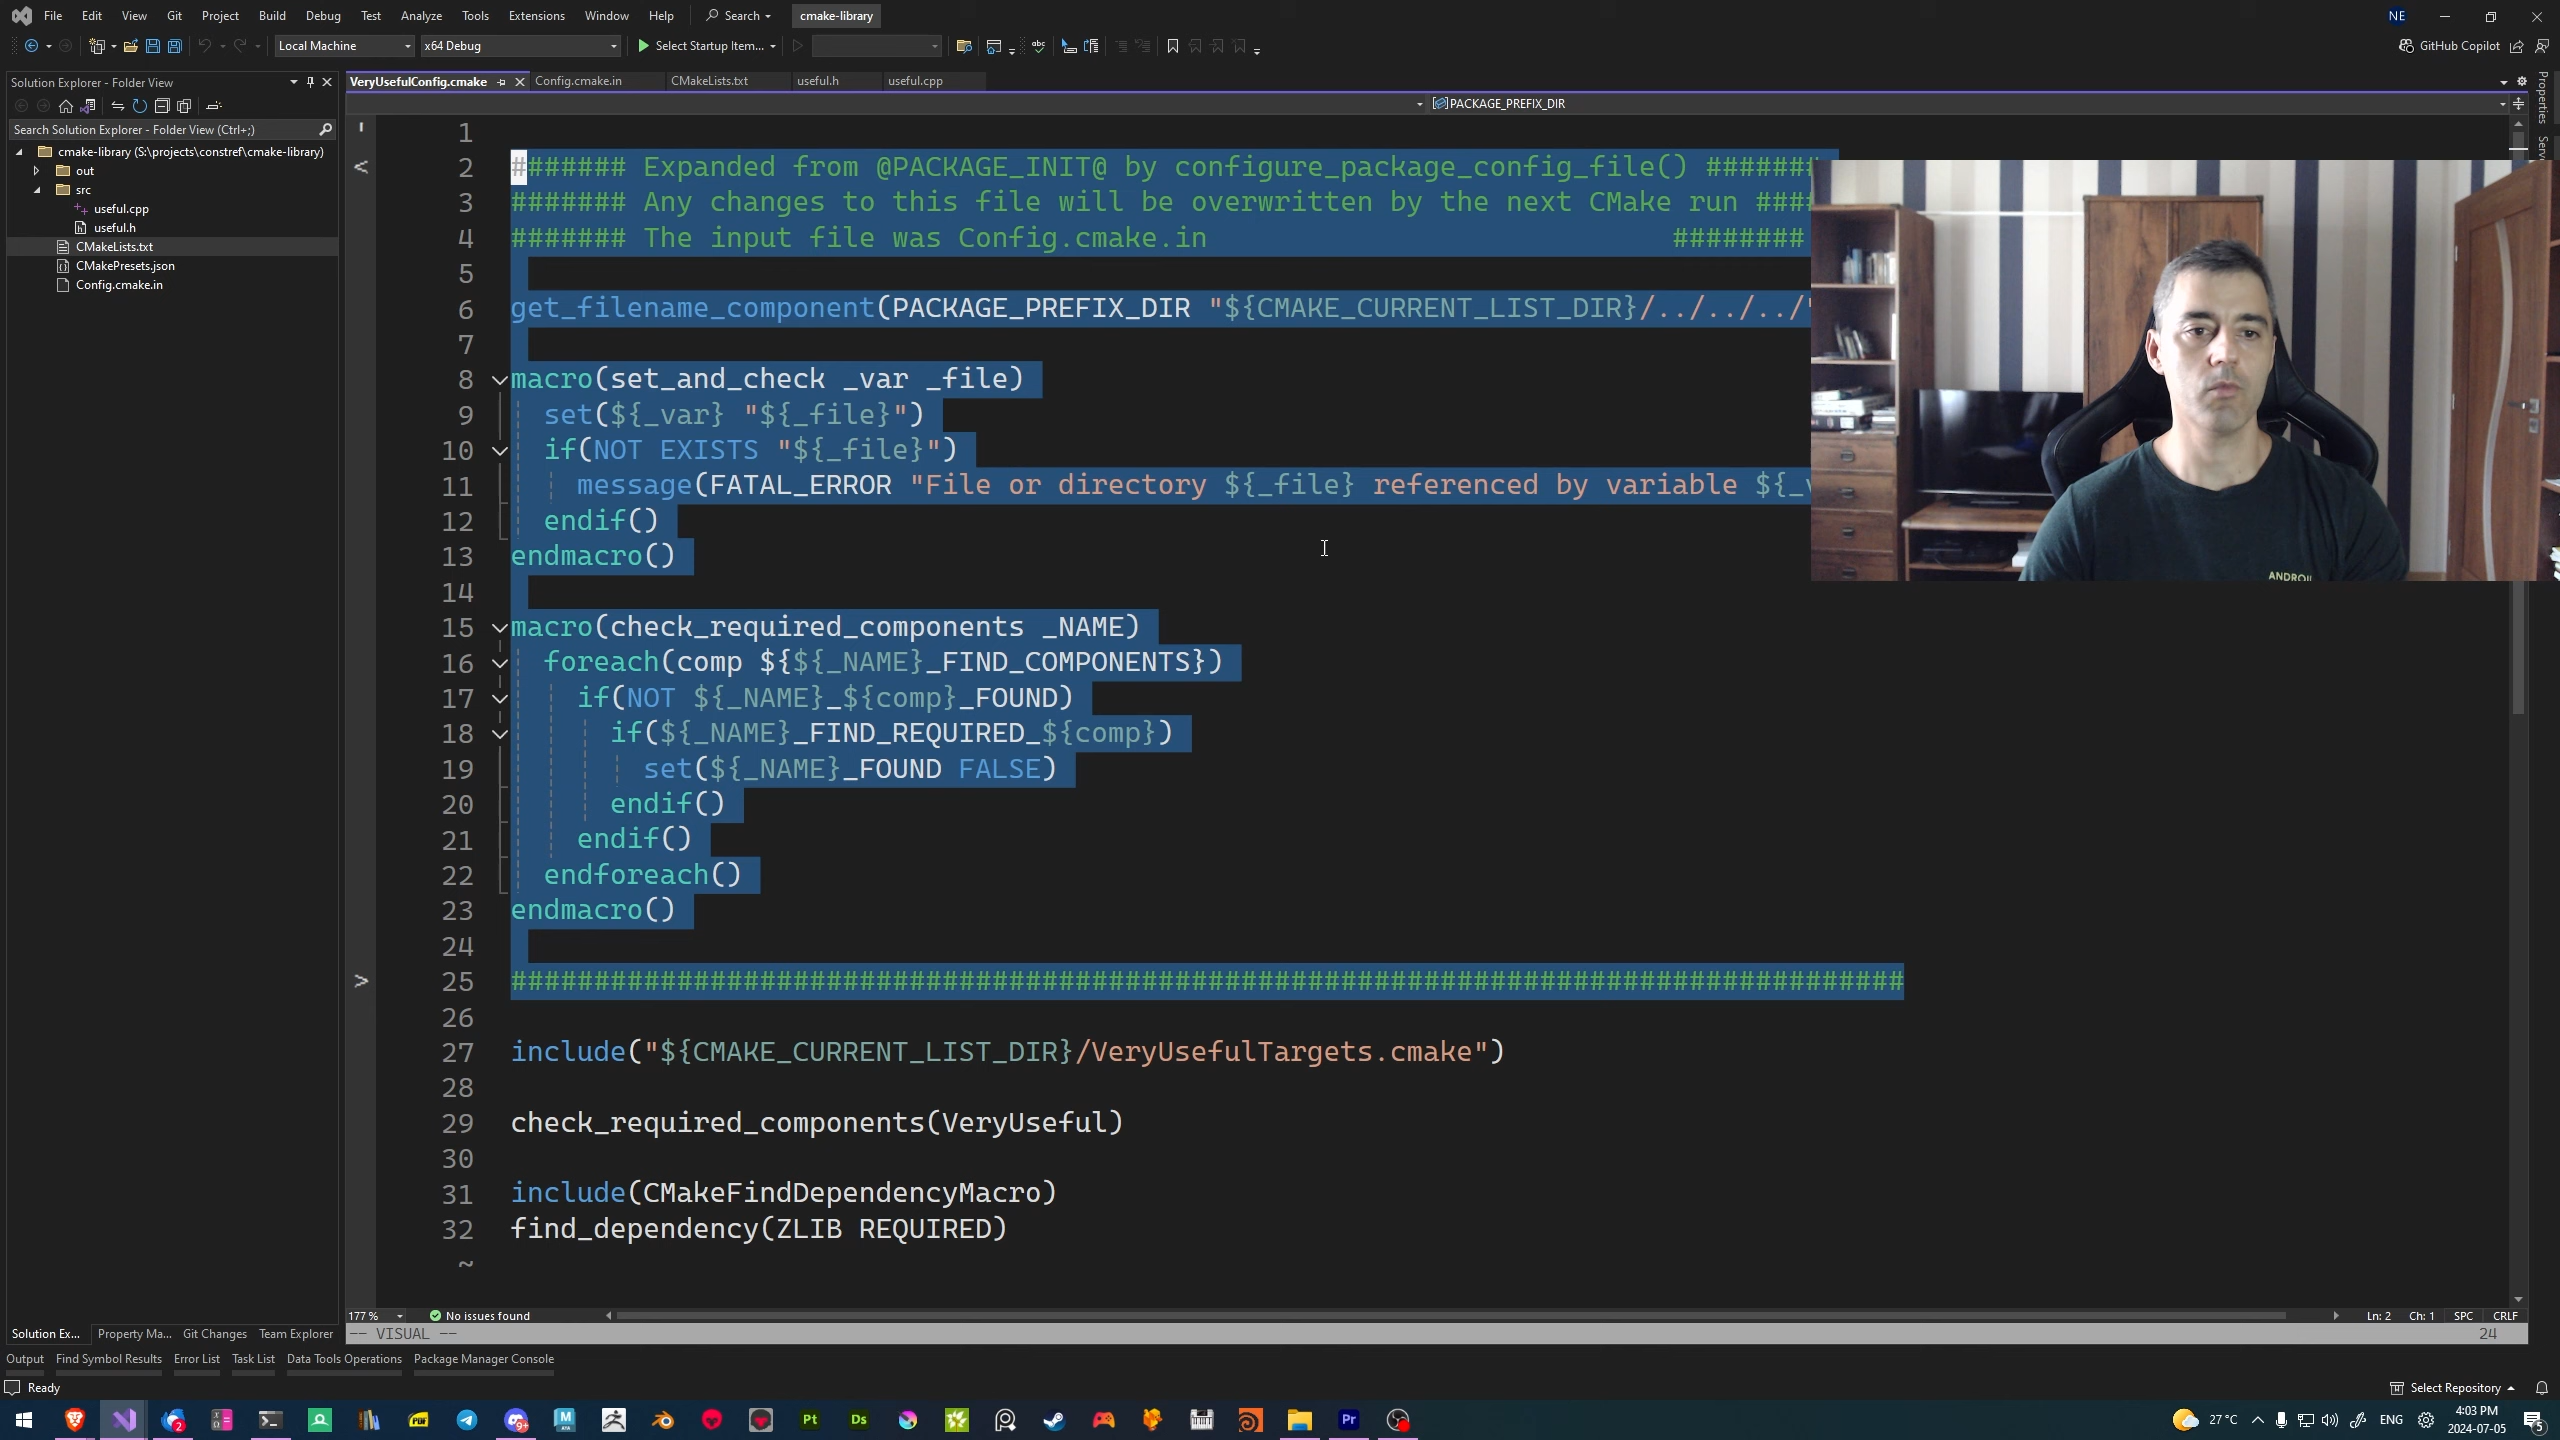 File Edit View Git Project Build Debug Test Analyze Tools Extensions Window Help Search cmake-library NE
Local Machine x64 Debug Select Startup Item... GitHub Copilot
Solution Explorer - Folder View
Search Solution Explorer - Folder View (Ctrl+;)
cmake-library (S:\projects\constref\cmake-library)
out
src
useful.cpp
useful.h
CMakeLists.txt
CMakePresets.json
Config.cmake.in
VeryUsefulConfig.cmake Config.cmake.in CMakeLists.txt useful.h useful.cpp
PACKAGE_PREFIX_DIR
Properties
1
2 ####### Expanded from @PACKAGE_INIT@ by configure_package_config_file() #######
3 ####### Any changes to this file will be overwritten by the next CMake run ####
4 ####### The input file was Config.cmake.in ########
5
6 get_filename_component(PACKAGE_PREFIX_DIR "${CMAKE_CURRENT_LIST_DIR}/../../../"
7
8 macro(set_and_check _var _file)
9 set(${_var} "${_file}")
10 if(NOT EXISTS "${_file}")
11 message(FATAL_ERROR "File or directory ${_file} referenced by variable ${_v
12 endif()
13 endmacro()
14
15 macro(check_required_components _NAME)
16 foreach(comp ${${_NAME}_FIND_COMPONENTS})
17 if(NOT ${_NAME}_${comp}_FOUND)
18 if(${_NAME}_FIND_REQUIRED_${comp})
19 set(${_NAME}_FOUND FALSE)
20 endif()
21 endif()
22 endforeach()
23 endmacro()
24
25 ####################################################################################
26
27 include("${CMAKE_CURRENT_LIST_DIR}/VeryUsefulTargets.cmake")
28
29 check_required_components(VeryUseful)
30
31 include(CMakeFindDependencyMacro)
32 find_dependency(ZLIB REQUIRED)
~
177 % No issues found Ln: 2 Ch: 1 SPC CRLF
-- VISUAL -- 24
Solution Ex... Property Ma... Git Changes Team Explorer
Output Find Symbol Results Error List Task List Data Tools Operations Package Manager Console
Ready Select Repository
27 °C ENG 4:03 PM
2024-07-05